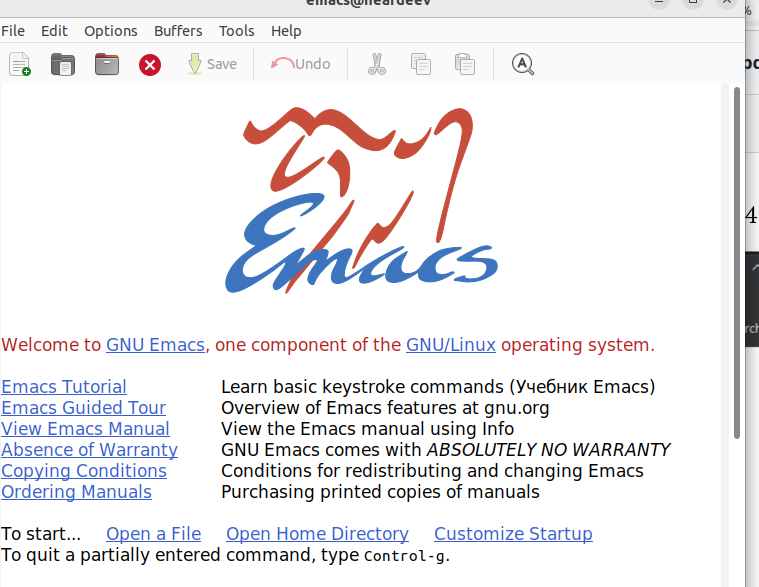 emacs@neardeev
File Edit Options Buffers Tools Help
Save Undo
Emacs
Welcome to GNU Emacs, one component of the GNU/Linux operating system.
Emacs Tutorial Learn basic keystroke commands (Учебник Emacs)
Emacs Guided Tour Overview of Emacs features at gnu.org
View Emacs Manual View the Emacs manual using Info
Absence of Warranty GNU Emacs comes with ABSOLUTELY NO WARRANTY
Copying Conditions Conditions for redistributing and changing Emacs
Ordering Manuals Purchasing printed copies of manuals
To start... Open a File Open Home Directory Customize Startup
To quit a partially entered command, type Control-g.
%
4